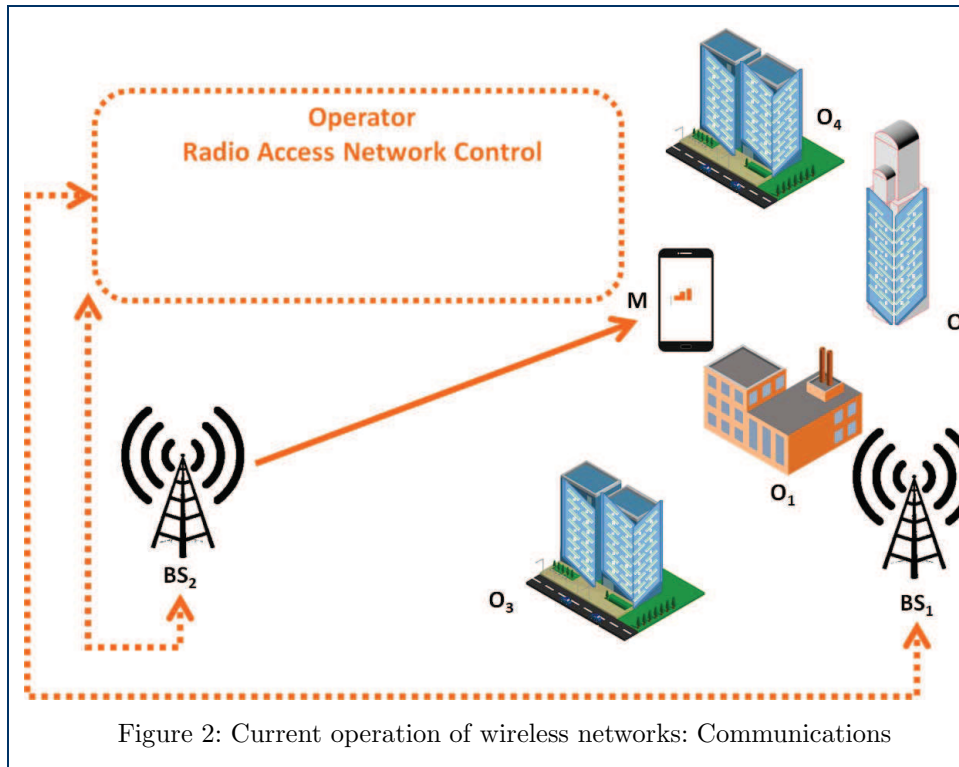 Operator
Radio Access Network Control
O₄
M
O
O₁
BS₂
O₃
BS₁
Figure 2: Current operation of wireless networks: Communications